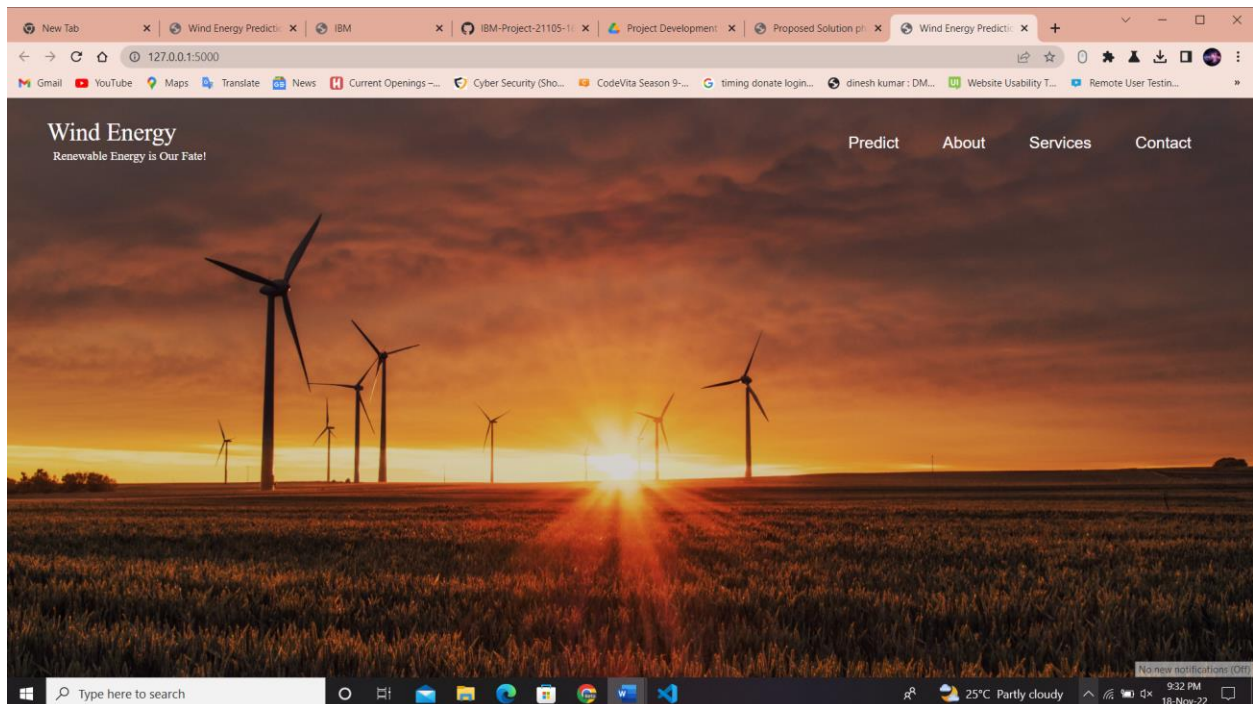 New Tab
Wind Energy Predictio
IBM
IBM-Project-21105-16
Project Development
Proposed Solution ph
Wind Energy Predictio
127.0.0.1:5000
Gmail YouTube Maps Translate News Current Openings –... Cyber Security (Sho... CodeVita Season 9-... timing donate login... dinesh kumar : DM... Website Usability T... Remote User Testin... »
Wind Energy
Renewable Energy is Our Fate!
Predict About Services Contact
No new notifications (Off)
Type here to search
25°C Partly cloudy
9:32 PM
18-Nov-22